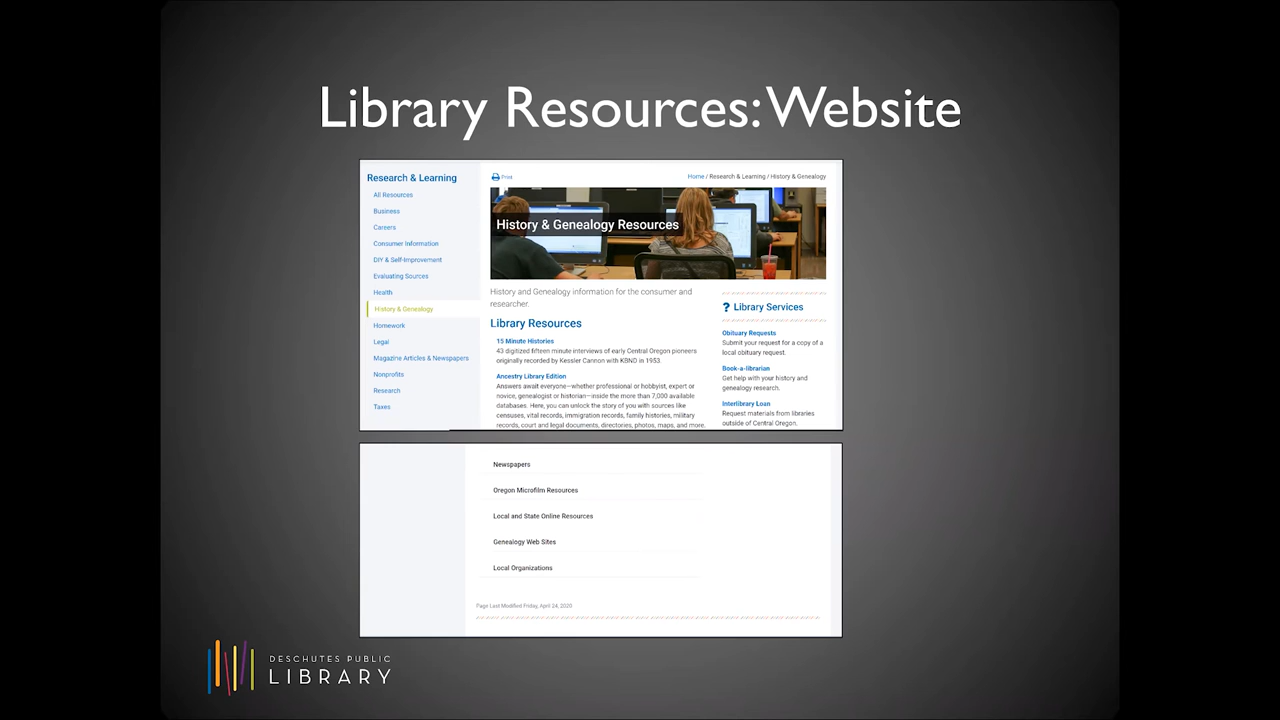 Library Resources: Website
Research & Learning
All Resources
Business
Careers
Consumer Information
DIY & Self-Improvement
Evaluating Sources
Health
History & Genealogy
Homework
Legal
Magazine Articles & Newspapers
Nonprofits
Research
Taxes
Print
Home / Research & Learning / History & Genealogy
History & Genealogy Resources
History and Genealogy information for the consumer and
researcher.
Library Resources
15 Minute Histories
43 digitized fifteen minute interviews of early Central Oregon pioneers
originally recorded by Kessler Cannon with KBND in 1953.
Ancestry Library Edition
Answers await everyone—whether professional or hobbyist, expert or
novice, genealogist or historian—inside the more than 7,000 available
databases. Here, you can unlock the story of you with sources like
censuses, vital records, immigration records, family histories, military
records, court and legal documents, directories, photos, maps, and more.
? Library Services
Obituary Requests
Submit your request for a copy of a
local obituary request.
Book-a-librarian
Get help with your history and
genealogy research.
Interlibrary Loan
Request materials from libraries
outside of Central Oregon.
Newspapers
Oregon Microfilm Resources
Local and State Online Resources
Genealogy Web Sites
Local Organizations
Page Last Modified Friday, April 24, 2020
DESCHUTES PUBLIC
LIBRARY